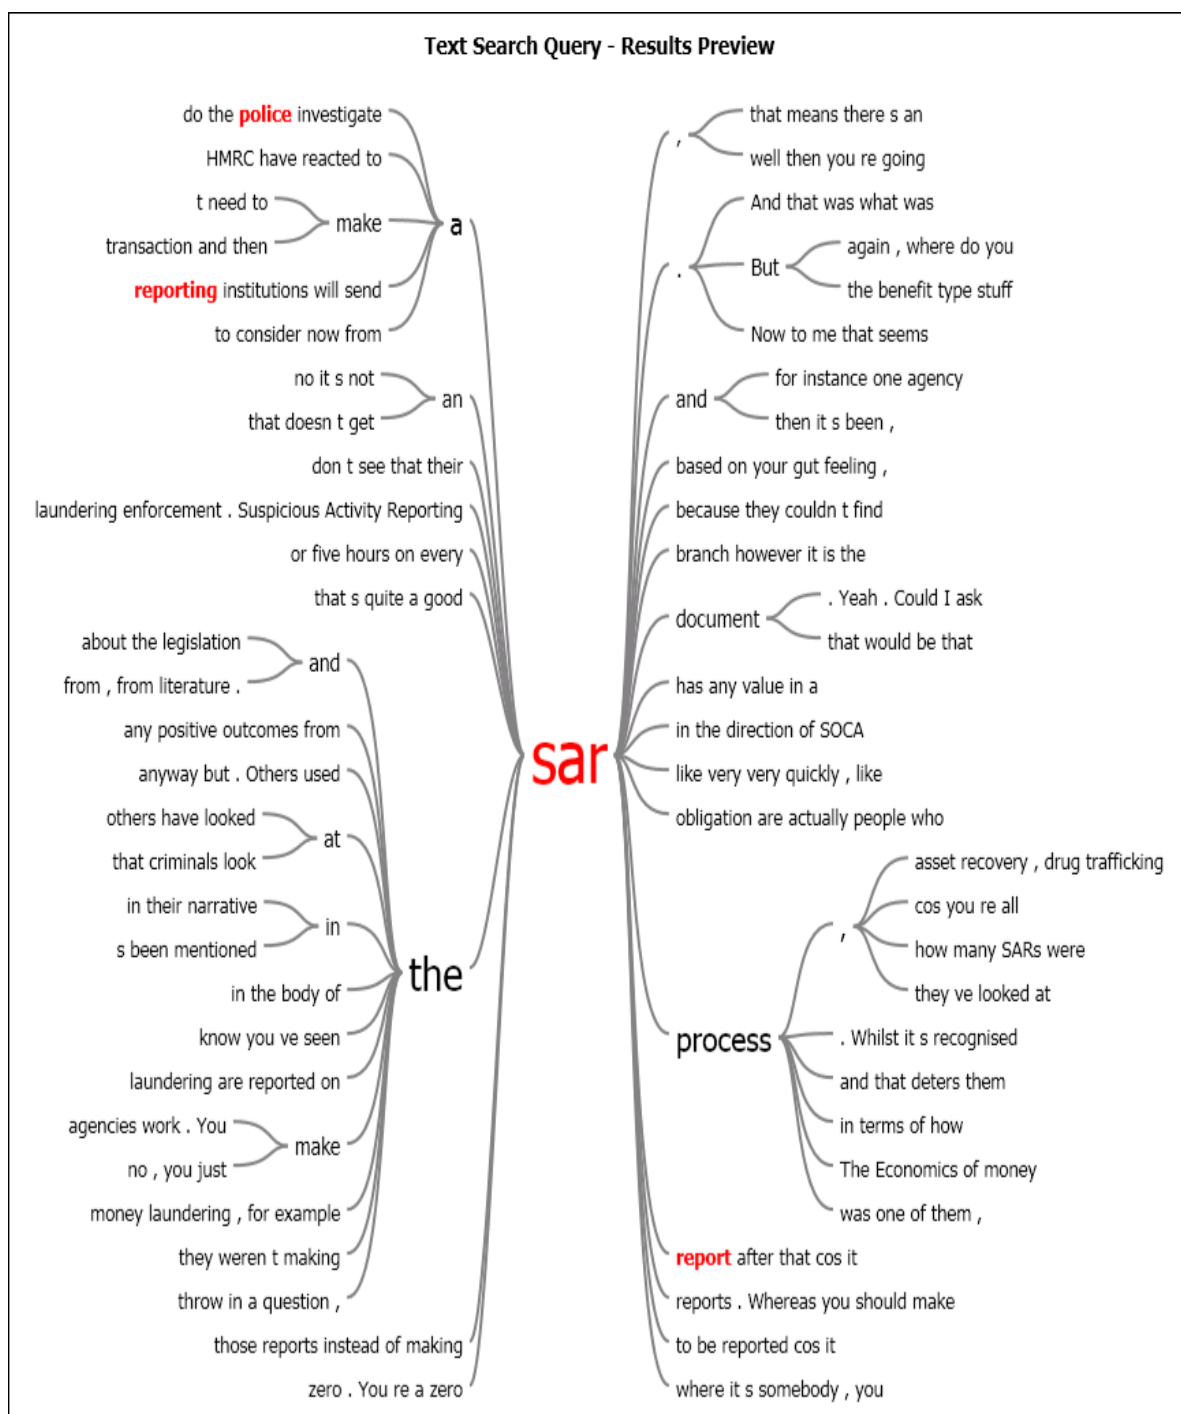 Text Search Query - Results Preview
do the police investigate
HMRC have reacted to
t need to
make
transaction and then
a
reporting institutions will send
to consider now from
no it s not
an
that doesn t get
don t see that their
laundering enforcement . Suspicious Activity Reporting
or five hours on every
that s quite a good
about the legislation
and
from , from literature .
any positive outcomes from
anyway but . Others used
others have looked
at
that criminals look
in their narrative
in
s been mentioned
the
in the body of
know you ve seen
laundering are reported on
agencies work . You
make
no , you just
money laundering , for example
they weren t making
throw in a question ,
those reports instead of making
zero . You re a zero
sar
,
that means there s an
well then you re going
.
And that was what was
But
again , where do you
the benefit type stuff
Now to me that seems
and
for instance one agency
then it s been ,
based on your gut feeling ,
because they couldn t find
branch however it is the
document
. Yeah . Could I ask
that would be that
has any value in a
in the direction of SOCA
like very very quickly , like
obligation are actually people who
process
,
asset recovery , drug trafficking
cos you re all
how many SARs were
they ve looked at
. Whilst it s recognised
and that deters them
in terms of how
The Economics of money
was one of them ,
report after that cos it
reports . Whereas you should make
to be reported cos it
where it s somebody , you